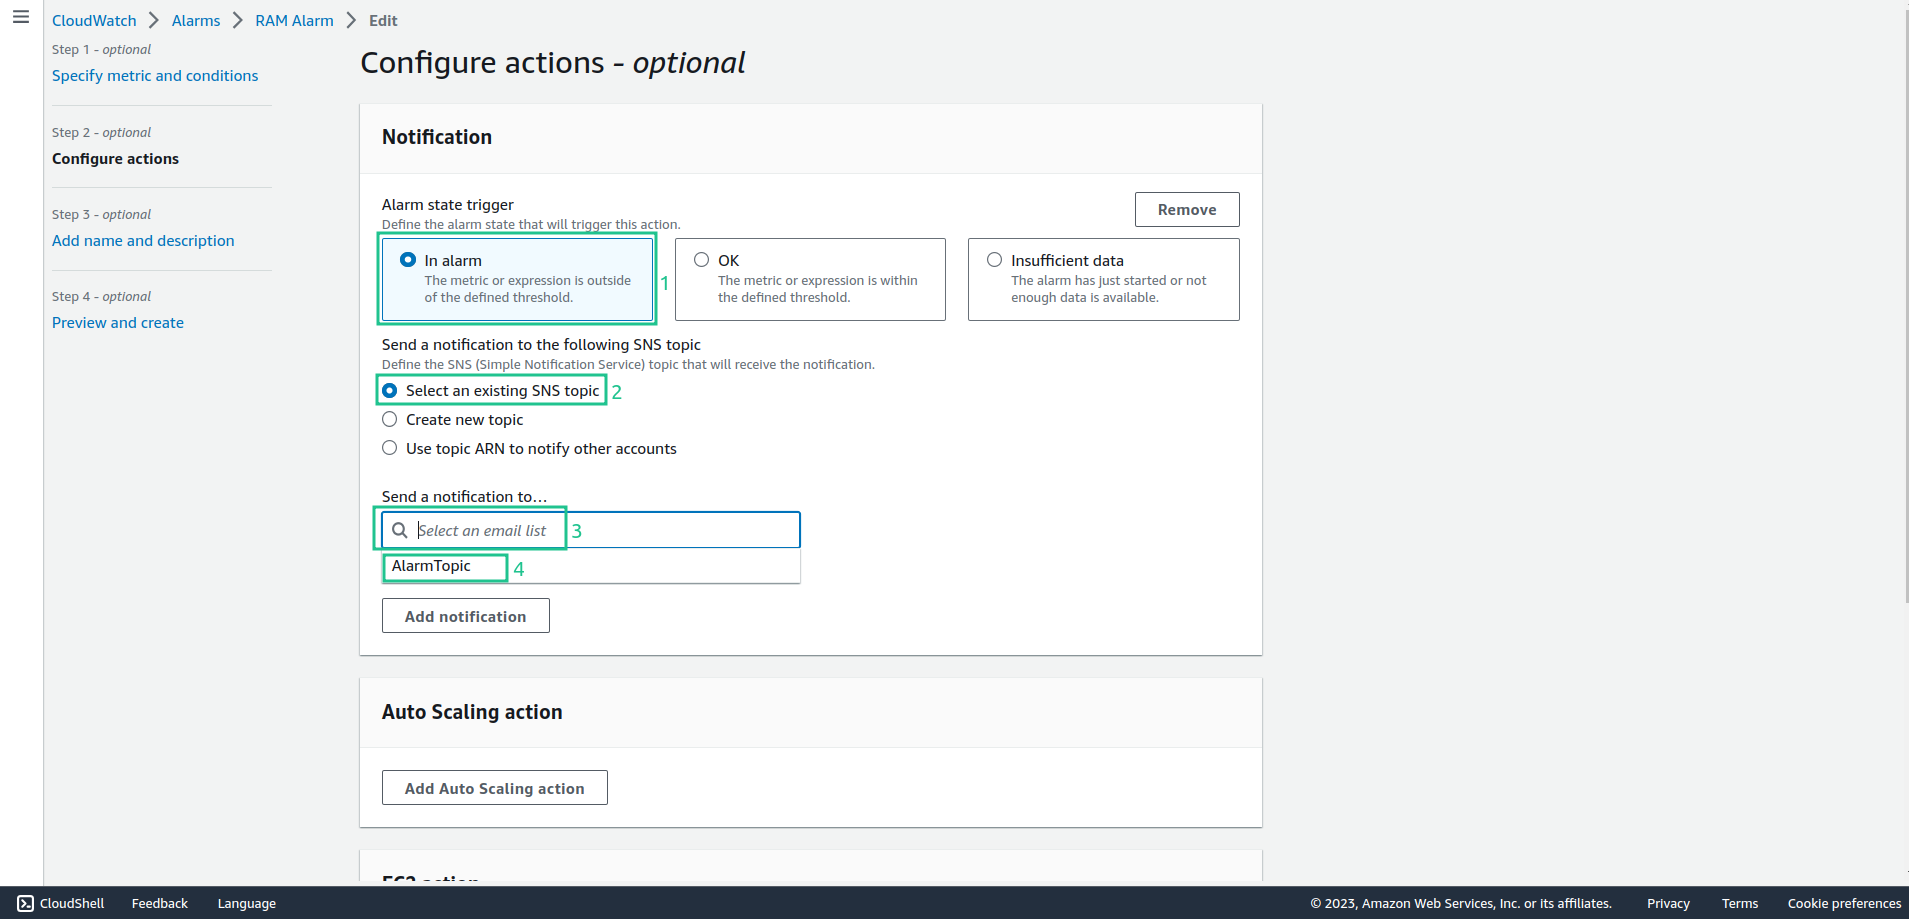 CloudWatch > Alarms > RAM Alarm > Edit
Step 1 - optional
Specify metric and conditions
Step 2 - optional
Configure actions
Step 3 - optional
Add name and description
Step 4 - optional
Preview and create
Configure actions - optional
Notification
Alarm state trigger
Define the alarm state that will trigger this action.
Remove
In alarm
The metric or expression is outside
of the defined threshold.
1
OK
The metric or expression is within
the defined threshold.
Insufficient data
The alarm has just started or not
enough data is available.
Send a notification to the following SNS topic
Define the SNS (Simple Notification Service) topic that will receive the notification.
Select an existing SNS topic 2
Create new topic
Use topic ARN to notify other accounts
Send a notification to…
Select an email list 3
AlarmTopic 4
Add notification
Auto Scaling action
Add Auto Scaling action
EC2 action
CloudShell Feedback Language © 2023, Amazon Web Services, Inc. or its affiliates. Privacy Terms Cookie preferences